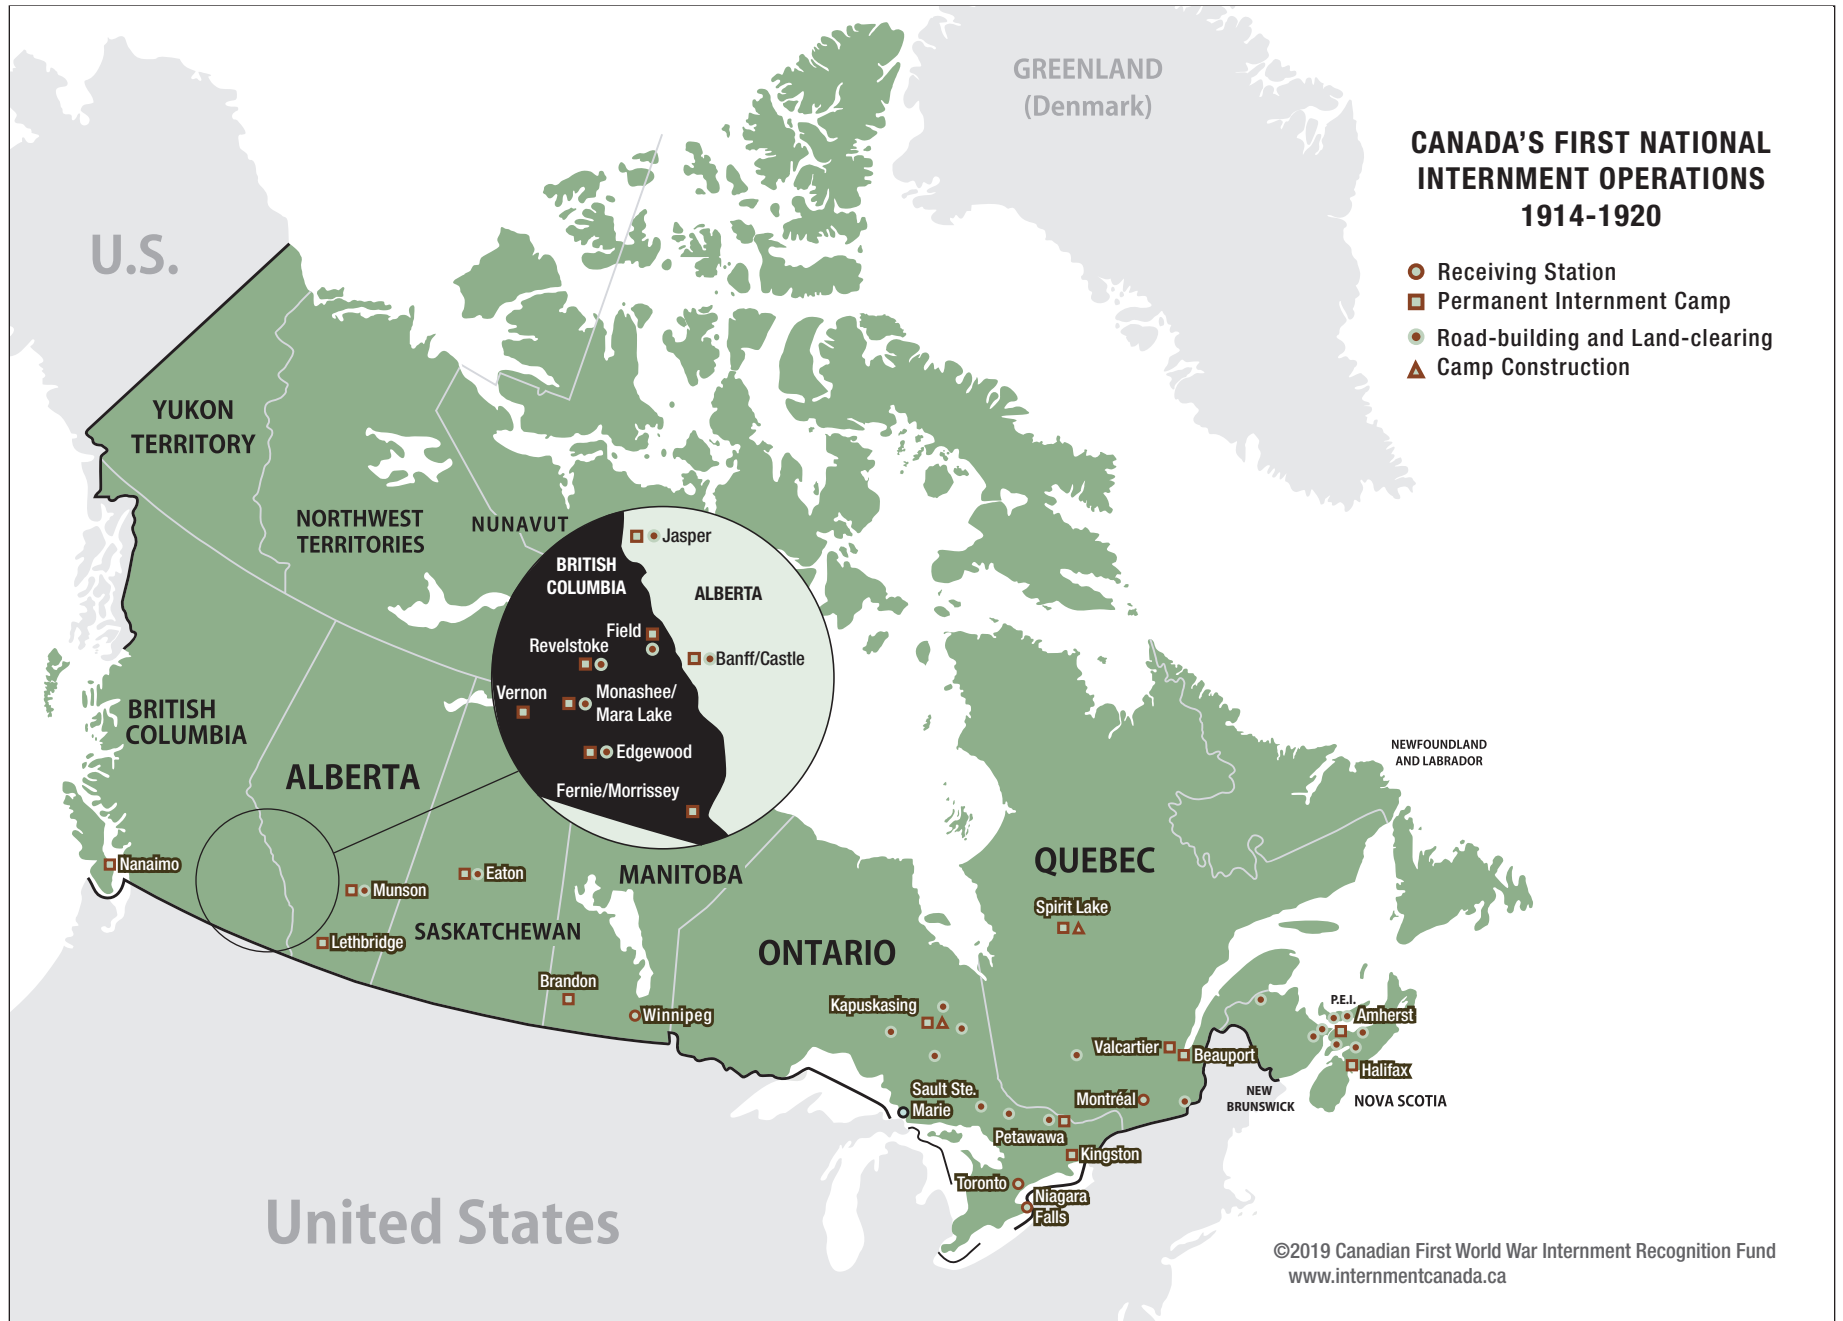 GREENLAND
(Denmark)
CANADA'S FIRST NATIONAL
INTERNMENT OPERATIONS
1914-1920
Receiving Station
Permanent Internment Camp
Road-building and Land-clearing
Camp Construction
U.S.
YUKON
TERRITORY
NORTHWEST
TERRITORIES
NUNAVUT
BRITISH
COLUMBIA
ALBERTA
Jasper
BRITISH
COLUMBIA
ALBERTA
Field
Revelstoke
Banff/Castle
Vernon
Monashee/
Mara Lake
Edgewood
Fernie/Morrissey
NEWFOUNDLAND
AND LABRADOR
Nanaimo
Munson
Eaton
Lethbridge
SASKATCHEWAN
MANITOBA
Brandon
Winnipeg
ONTARIO
QUEBEC
Spirit Lake
Kapuskasing
P.E.I.
Amherst
Valcartier
Beauport
Halifax
NEW
BRUNSWICK
NOVA SCOTIA
Sault Ste.
Marie
Montréal
Petawawa
Kingston
Toronto
Niagara
Falls
United States
©2019 Canadian First World War Internment Recognition Fund
www.internmentcanada.ca